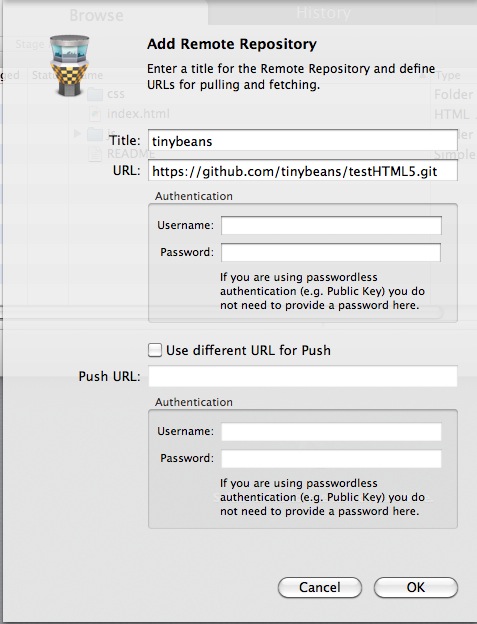 Browse
History
Stage
ged Status Name
Type
css
Folder
index.html
HTML
README
Simple
Add Remote Repository
Enter a title for the Remote Repository and define
URLs for pulling and fetching.
Title: tinybeans
URL: https://github.com/tinybeans/testHTML5.git
Authentication
Username:
Password:
If you are using passwordless
authentication (e.g. Public Key) you do
not need to provide a password here.
Use different URL for Push
Push URL:
Authentication
Username:
Password:
If you are using passwordless
authentication (e.g. Public Key) you do
not need to provide a password here.
Cancel
OK